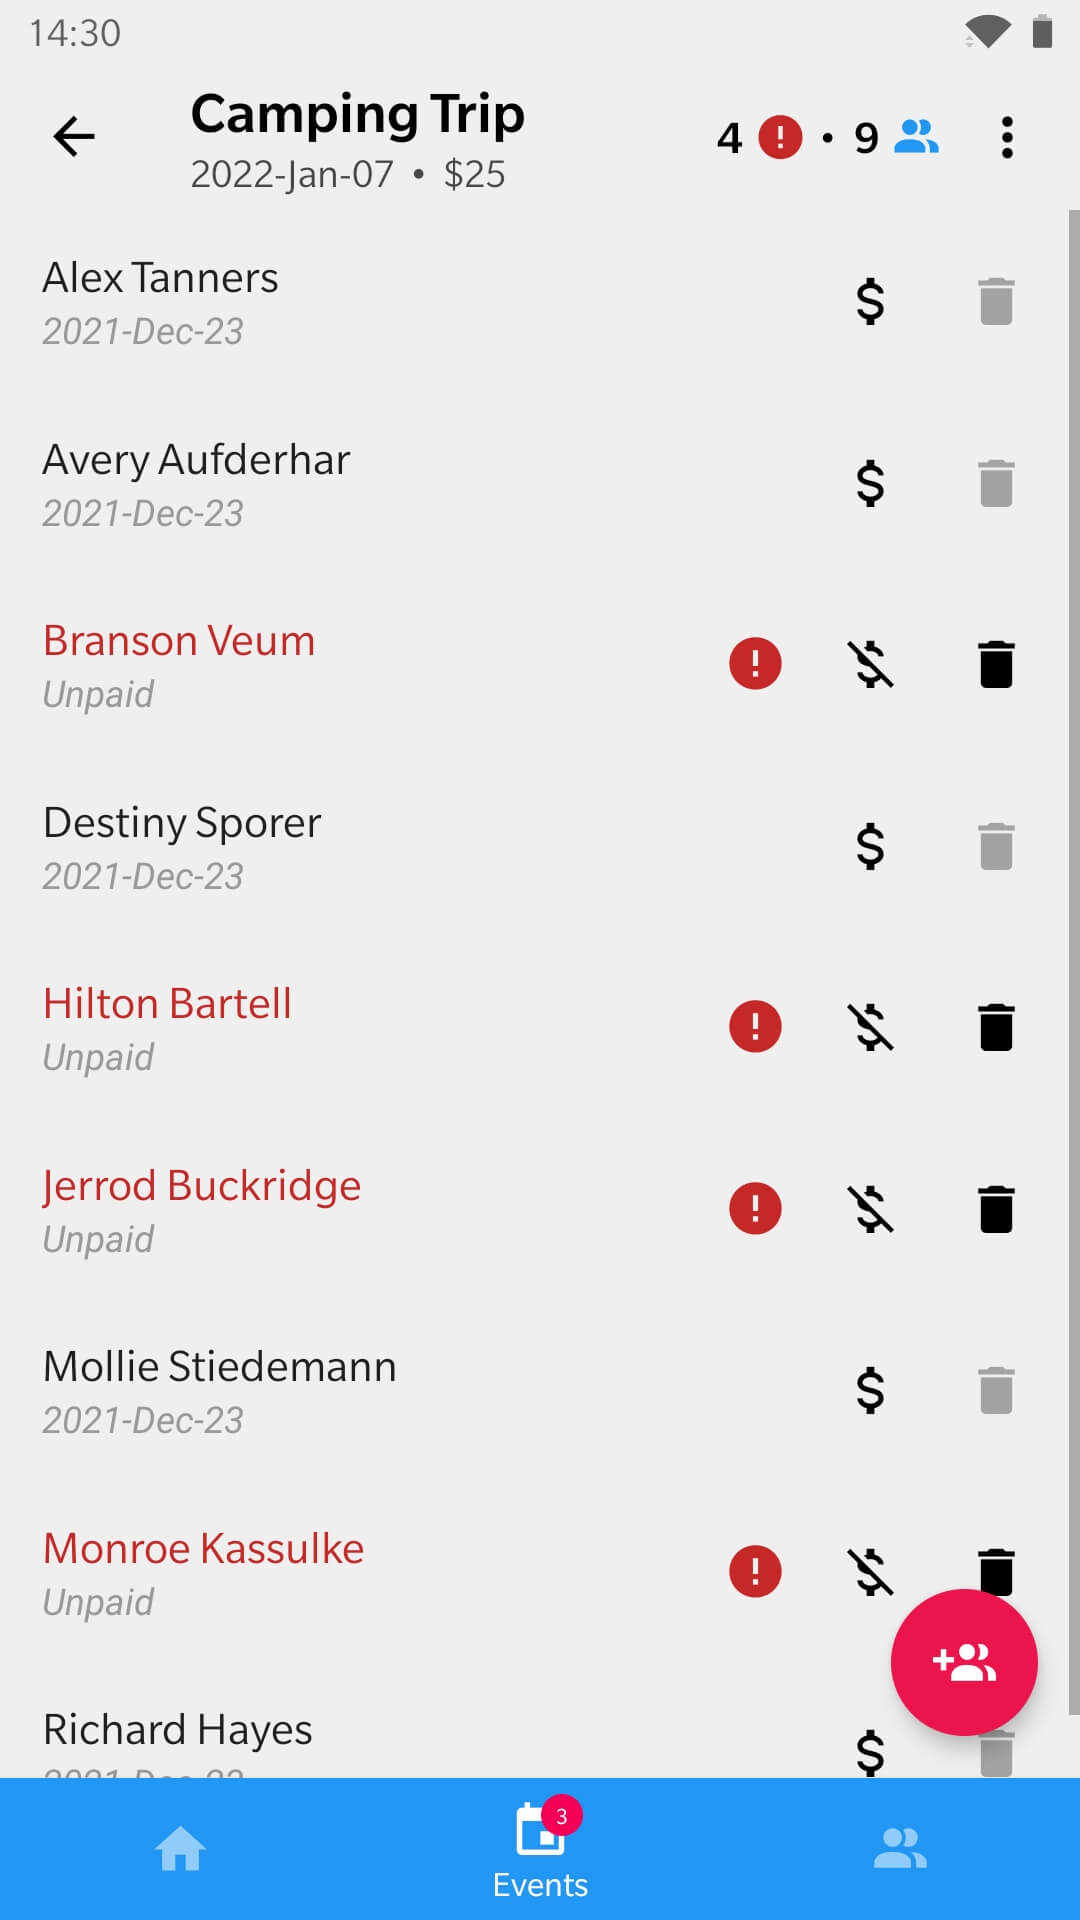 14:30
Camping Trip
4 ! • 9
2022-Jan-07 • $25
Alex Tanners
2021-Dec-23
Avery Aufderhar
2021-Dec-23
Branson Veum
Unpaid
Destiny Sporer
2021-Dec-23
Hilton Bartell
Unpaid
Jerrod Buckridge
Unpaid
Mollie Stiedemann
2021-Dec-23
Monroe Kassulke
Unpaid
Richard Hayes
3
Events